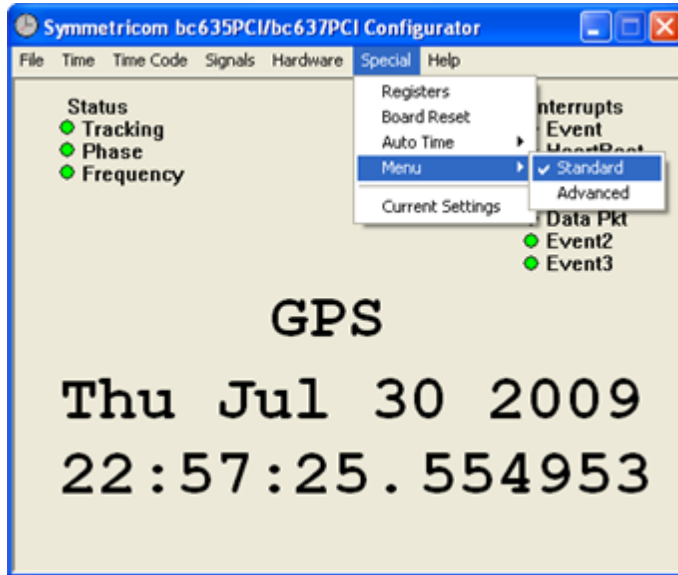 Symmetricom bc635PCI/bc637PCI Configurator
File Time Time Code Signals Hardware Special Help
Status
Tracking
Phase
Frequency
Registers
Board Reset
Auto Time
Menu
Current Settings
Standard
Advanced
Event
Data Pkt
Event2
Event3
GPS
Thu Jul 30 2009
22:57:25.554953